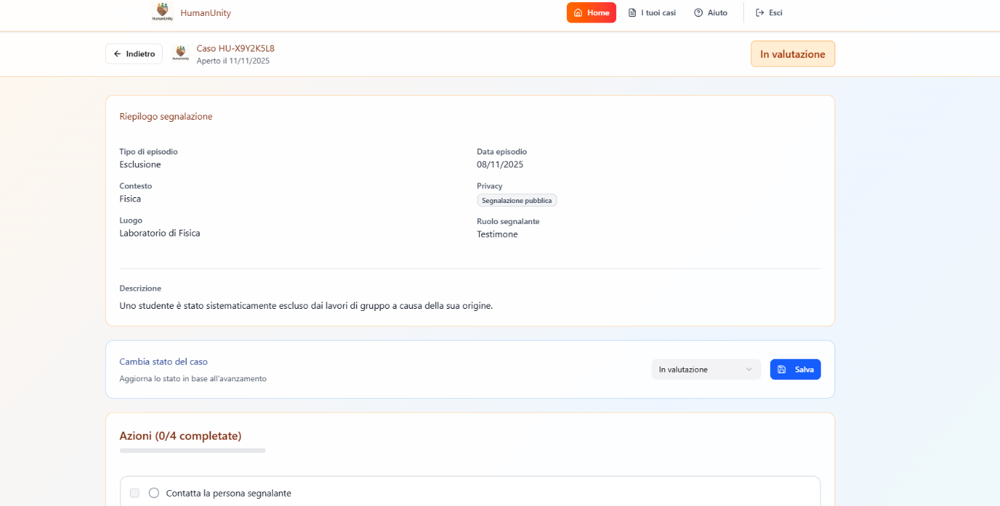 HumanUnity
HumanUnity
Home
I tuoi casi
Aiuto
Esci
Indietro
HumanUnity
Caso HU-X9Y2K5L8
Aperto il 11/11/2025
In valutazione
Riepilogo segnalazione
Tipo di episodio
Esclusione
Data episodio
08/11/2025
Contesto
Fisica
Privacy
Segnalazione pubblica
Luogo
Laboratorio di Fisica
Ruolo segnalante
Testimone
Descrizione
Uno studente è stato sistematicamente escluso dai lavori di gruppo a causa della sua origine.
Cambia stato del caso
Aggiorna lo stato in base all'avanzamento
In valutazione
Salva
Azioni (0/4 completate)
Contatta la persona segnalante